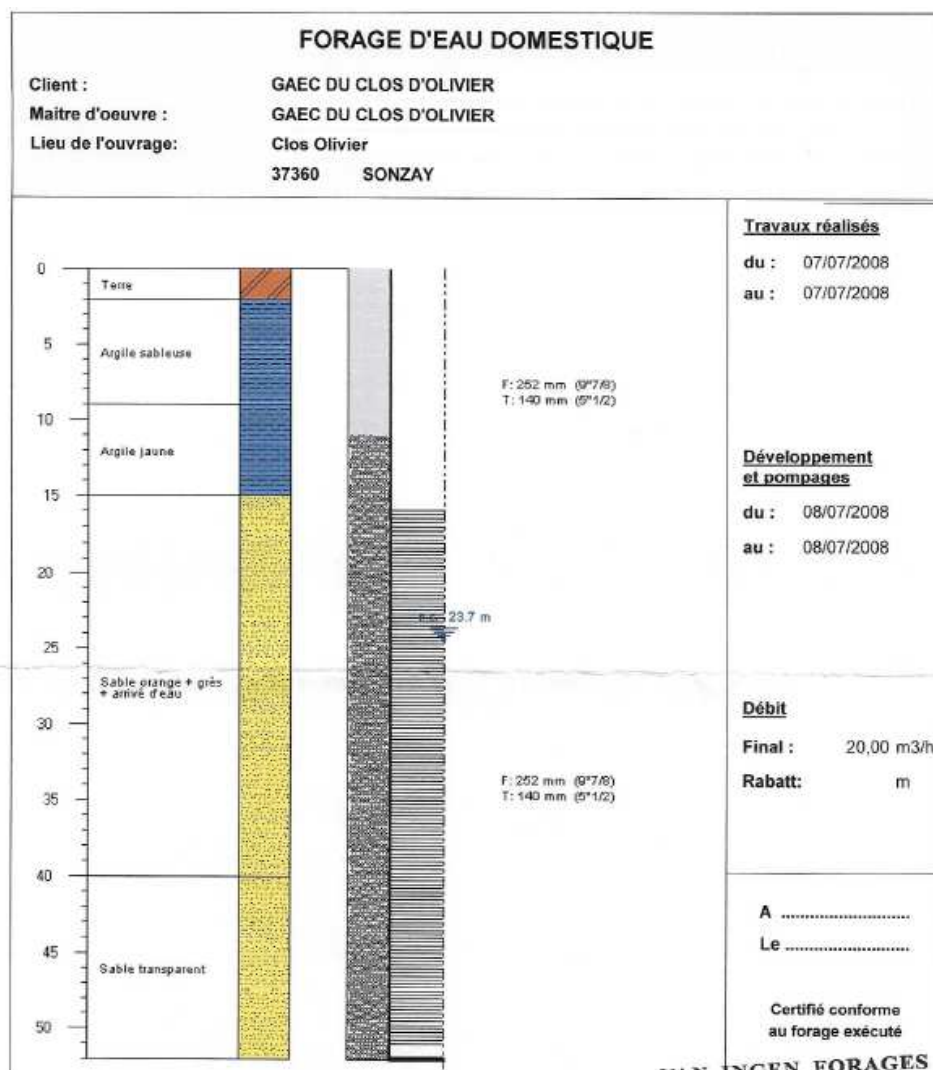 FORAGE D'EAU DOMESTIQUE
Client : GAEC DU CLOS D'OLIVIER
Maitre d'oeuvre : GAEC DU CLOS D'OLIVIER
Lieu de l'ouvrage: Clos Olivier
37360 SONZAY
Travaux réalisés
du : 07/07/2008
au : 07/07/2008
0
Terre
5
Argile sableuse
F: 252 mm (9"7/8)
T: 140 mm (5"1/2)
10
Argile jaune
Développement
et pompages
15
du : 08/07/2008
au : 08/07/2008
20
23.7 m
25
Sable orange + grès
+ arrivé d'eau
30
Débit
Final : 20,00 m3/h
F: 252 mm (9"7/8)
T: 140 mm (5"1/2)
Rabatt: m
35
40
A ....................
Le ....................
45
Sable transparent
Certifié conforme
au forage exécuté
50
INGEN FORAGES